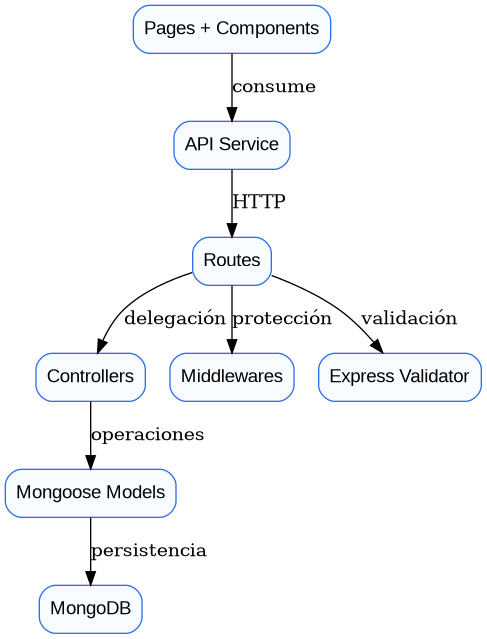 Pages + Components
consume
API Service
HTTP
Routes
delegación
protección
validación
Controllers
Middlewares
Express Validator
operaciones
Mongoose Models
persistencia
MongoDB